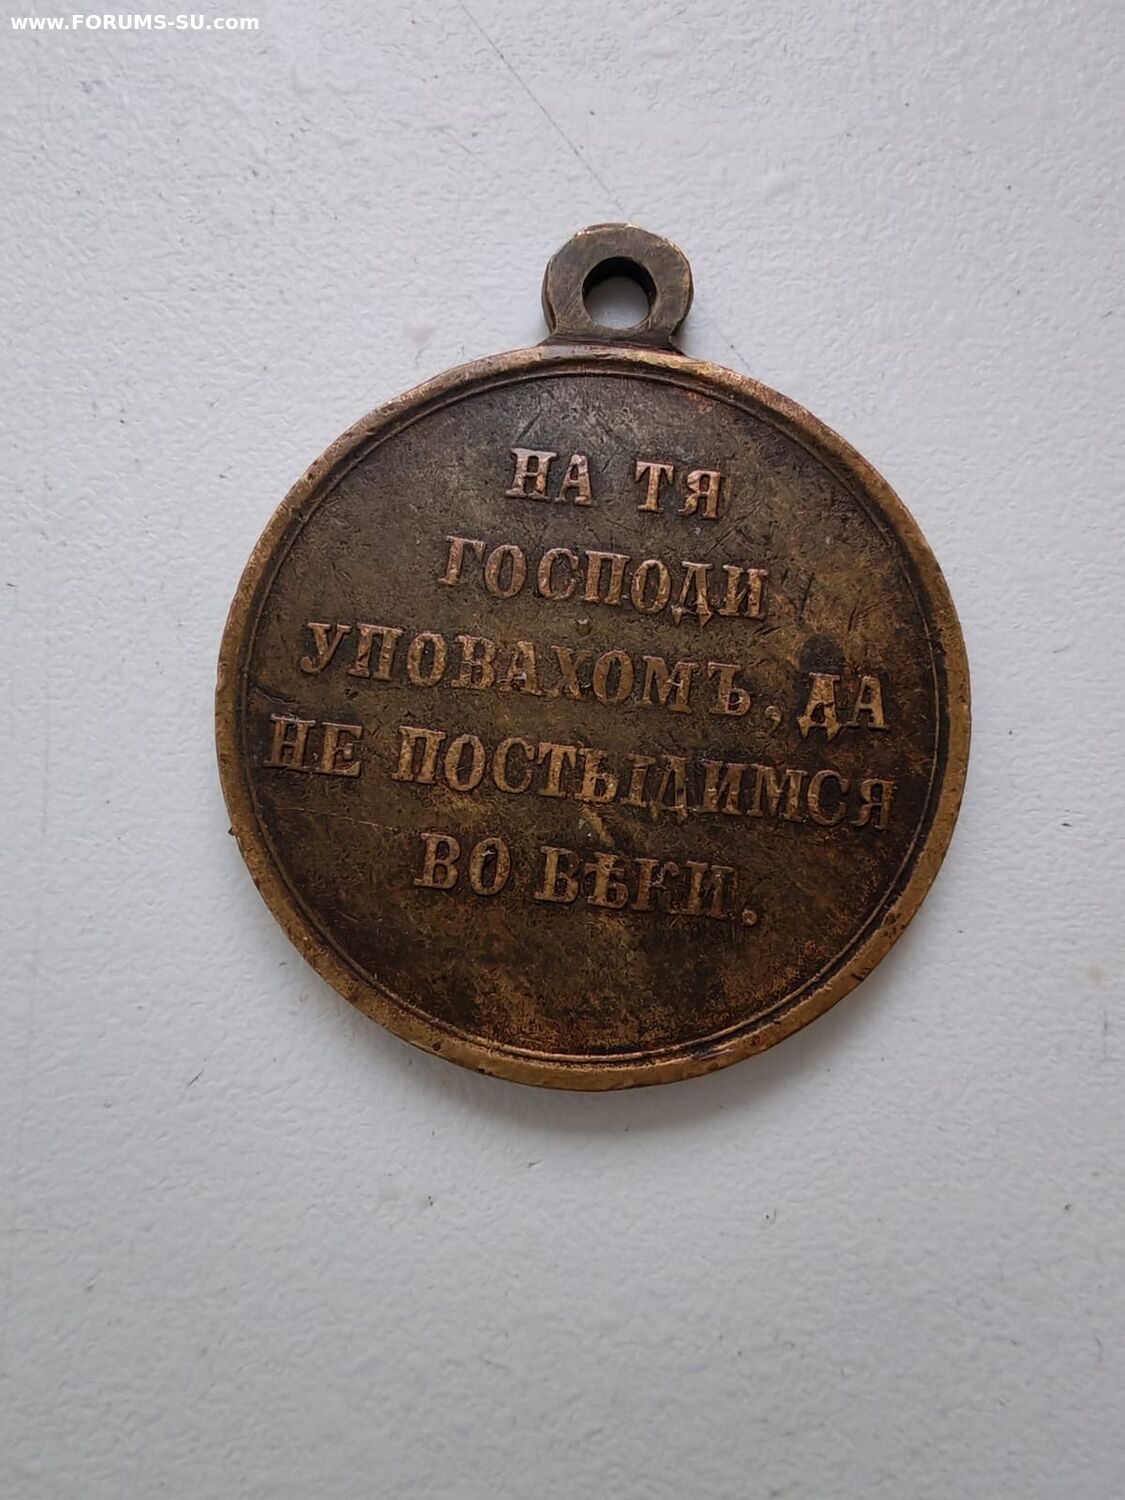 www.FORUMS-SU.com
НА ТЯ
ГОСПОДИ
УПОВАХОМЪ, ДА
НЕ ПОСТЫДИМСЯ
ВО ВѢКИ.